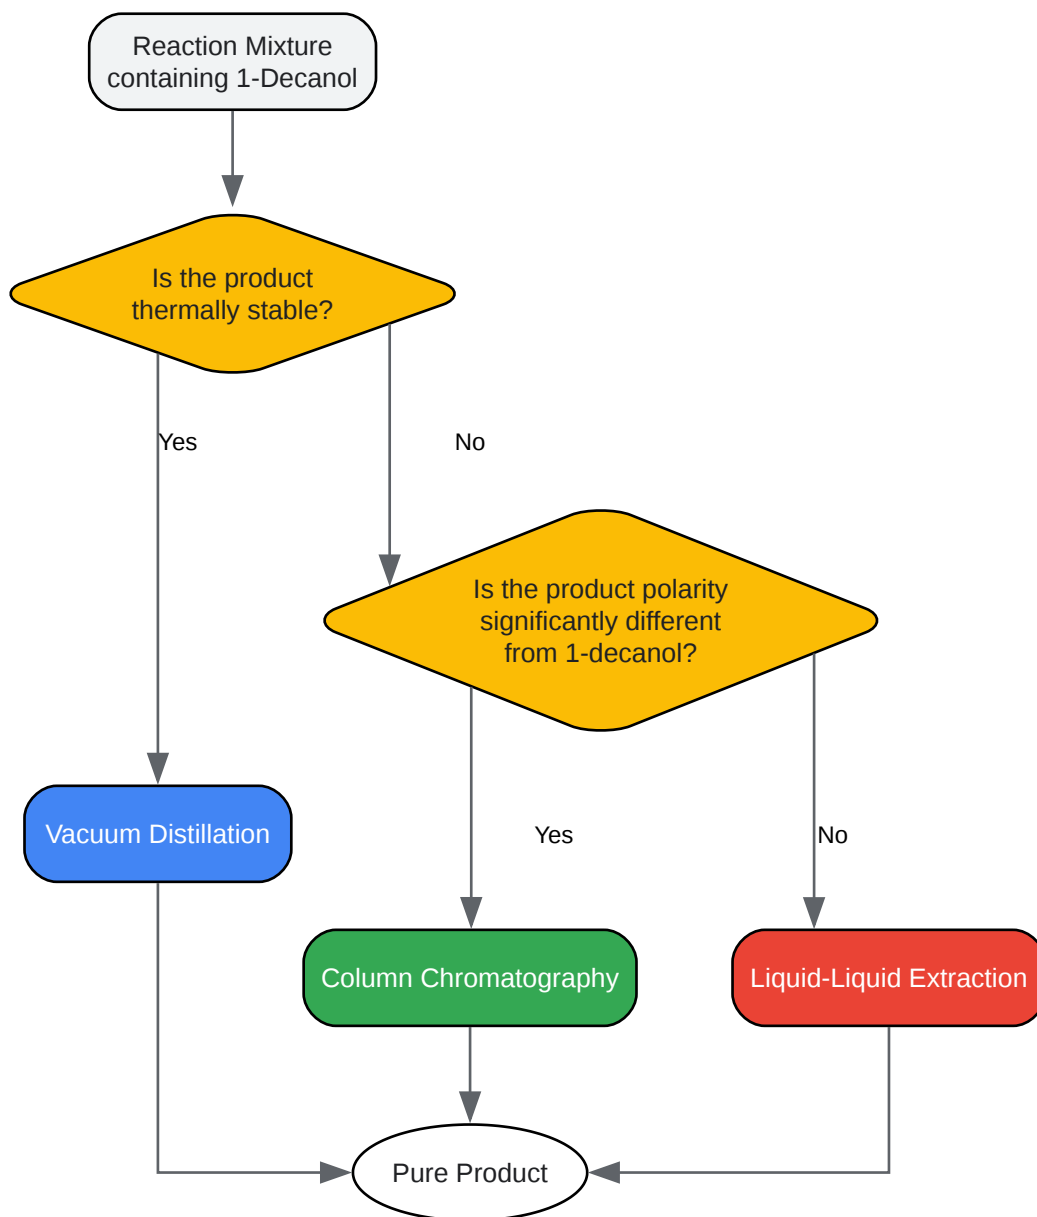 Reaction Mixture
containing 1-Decanol
Is the product
thermally stable?
Yes
No
Is the product polarity
significantly different
from 1-decanol?
Vacuum Distillation
Yes
No
Column Chromatography
Liquid-Liquid Extraction
Pure Product